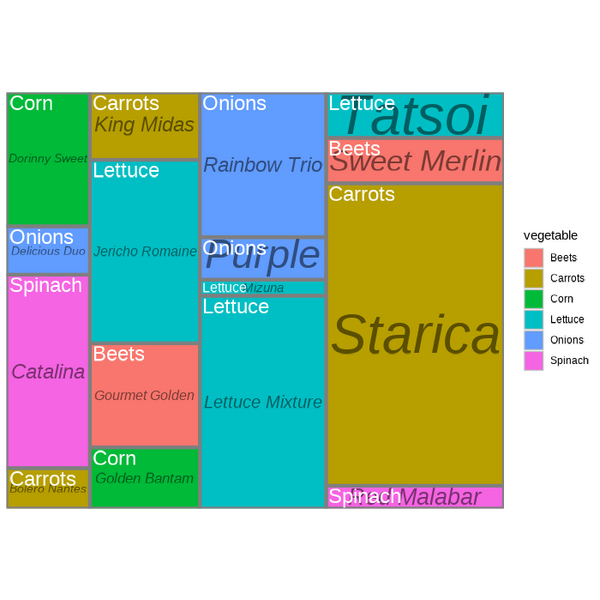 Corn
Dorinny Sweet
Onions
Delicious Duo
Spinach
Catalina
Carrots
Bolero Nantes
Carrots
King Midas
Lettuce
Jericho Romaine
Beets
Gourmet Golden
Corn
Golden Bantam
Onions
Rainbow Trio
Onions
Purple
Lettuce
Mizuna
Lettuce
Lettuce Mixture
Lettuce
Tatsoi
Beets
Sweet Merlin
Carrots
Starica
Spinach
Red Malabar
vegetable
Beets
Carrots
Corn
Lettuce
Onions
Spinach